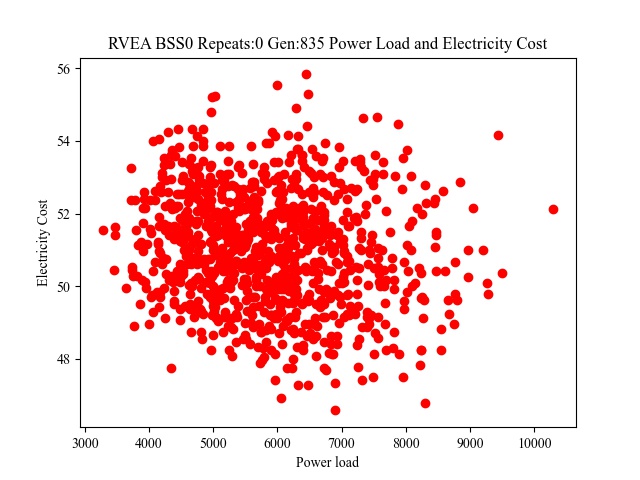 RVEA BSS0 Repeats:0 Gen:835 Power Load and Electricity Cost
56
54
52
50
48
Electricity Cost
3000 4000 5000 6000 7000 8000 9000 10000
Power load